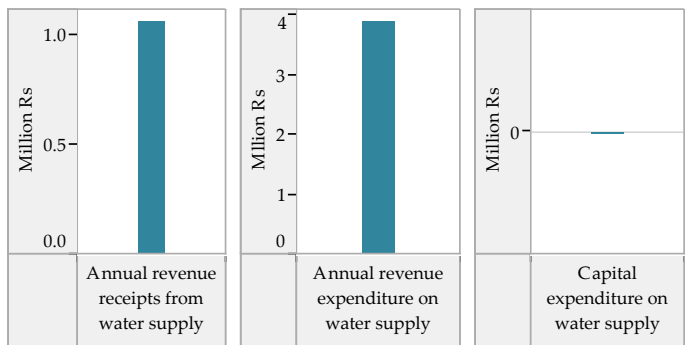 1.0
0.5
0.0
Million Rs
Annual revenue
receipts from
water supply
4
3
2
1
0
Mllion Rs
Annual revenue
expenditure on
water supply
0
Million Rs
Capital
expenditure on
water supply